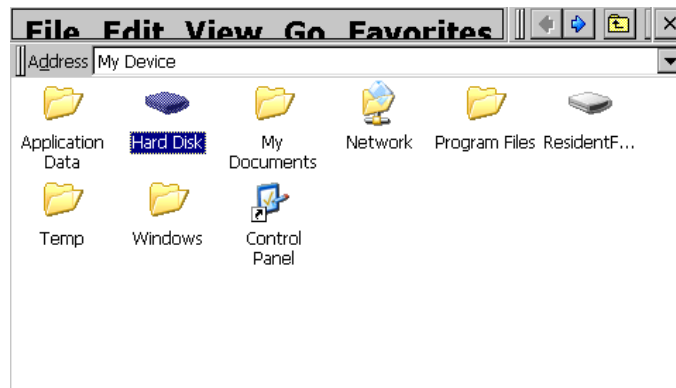 File Edit View Go Favorites
Address My Device
Application Data
Hard Disk
My Documents
Network
Program Files
ResidentF...
Temp
Windows
Control Panel